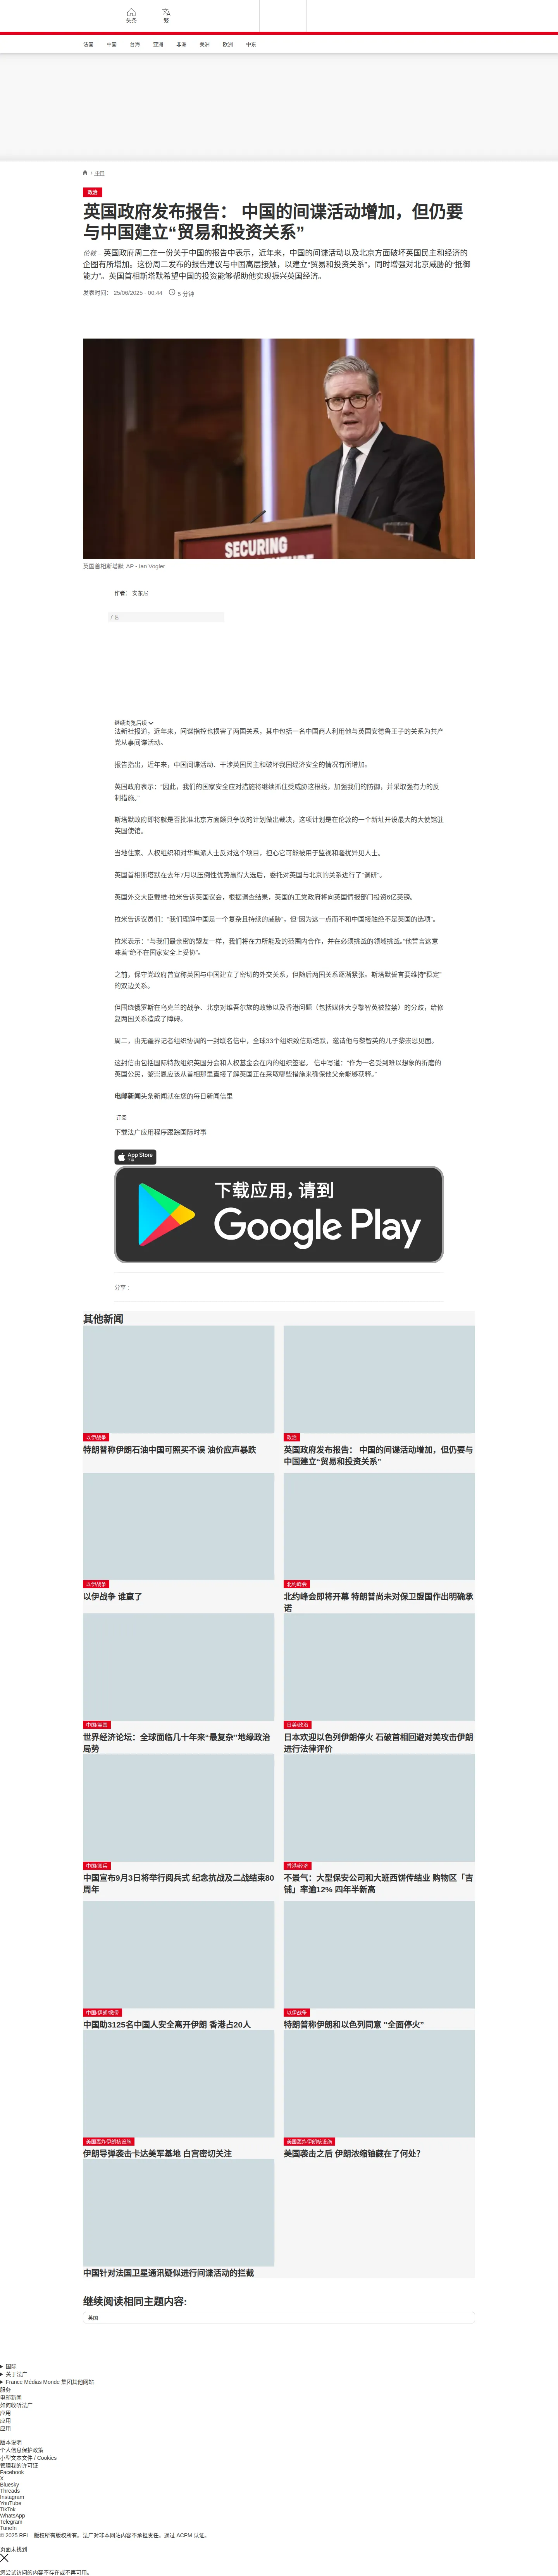 头条
繁
法国
中国
台海
亚洲
非洲
美洲
欧洲
中东
/ 中国
政治
英国政府发布报告： 中国的间谍活动增加，但仍要
与中国建立“贸易和投资关系”
伦敦 – 英国政府周二在一份关于中国的报告中表示，近年来，中国的间谍活动以及北京方面破坏英国民主和经济的
企图有所增加。这份周二发布的报告建议与中国高层接触，以建立“贸易和投资关系”，同时增强对北京威胁的“抵御
能力”。英国首相斯塔默希望中国的投资能够帮助他实现振兴英国经济。
发表时间： 25/06/2025 - 00:44
5 分钟
SECURING
英国首相斯塔默 AP - Ian Vogler
作者： 安东尼
广告
继续浏览后续
法新社报道，近年来，间谍指控也损害了两国关系，其中包括一名中国商人利用他与英国安德鲁王子的关系为共产
党从事间谍活动。
报告指出，近年来，中国间谍活动、干涉英国民主和破坏我国经济安全的情况有所增加。
英国政府表示：“因此，我们的国家安全应对措施将继续抓住受威胁这根线，加强我们的防御，并采取强有力的反
制措施。”
斯塔默政府即将就是否批准北京方面颇具争议的计划做出裁决，这项计划是在伦敦的一个新址开设最大的大使馆驻
英国使馆。
当地住家、人权组织和对华鹰派人士反对这个项目，担心它可能被用于监视和骚扰异见人士。
英国首相斯塔默在去年7月以压倒性优势赢得大选后，委托对英国与北京的关系进行了“调研”。
英国外交大臣戴维·拉米告诉英国议会，根据调查结果，英国的工党政府将向英国情报部门投资6亿英镑。
拉米告诉议员们：“我们理解中国是一个复杂且持续的威胁”，但“因为这一点而不和中国接触绝不是英国的选项”。
拉米表示：“与我们最亲密的盟友一样，我们将在力所能及的范围内合作，并在必须挑战的领域挑战。”他誓言这意
味着“绝不在国家安全上妥协”。
之前，保守党政府曾宣称英国与中国建立了密切的外交关系，但随后两国关系逐渐紧张。斯塔默誓言要维持“稳定”
的双边关系。
但围绕俄罗斯在乌克兰的战争、北京对维吾尔族的政策以及香港问题（包括媒体大亨黎智英被监禁）的分歧，给修
复两国关系造成了障碍。
周二，由无疆界记者组织协调的一封联名信中，全球33个组织致信斯塔默，邀请他与黎智英的儿子黎崇恩见面。
这封信由包括国际特赦组织英国分会和人权基金会在内的组织签署。 信中写道：“作为一名受到难以想象的折磨的
英国公民，黎崇恩应该从首相那里直接了解英国正在采取哪些措施来确保他父亲能够获释。”
电邮新闻头条新闻就在您的每日新闻信里
订阅
下载法广应用程序跟踪国际时事
App Store
下载
下载应用，请到
Google Play
分享 :
其他新闻
以伊战争
特朗普称伊朗石油中国可照买不误 油价应声暴跌
政治
英国政府发布报告： 中国的间谍活动增加，但仍要与
中国建立“贸易和投资关系”
以伊战争
以伊战争 谁赢了
北约峰会
北约峰会即将开幕 特朗普尚未对保卫盟国作出明确承
诺
中国/美国
世界经济论坛：全球面临几十年来“最复杂”地缘政治
局势
日美/政治
日本欢迎以色列伊朗停火 石破首相回避对美攻击伊朗
进行法律评价
中国/阅兵
中国宣布9月3日将举行阅兵式 纪念抗战及二战结束80
周年
香港/经济
不景气：大型保安公司和大班西饼传结业 购物区「吉
铺」率逾12% 四年半新高
中国/伊朗/撤侨
中国助3125名中国人安全离开伊朗 香港占20人
以伊战争
特朗普称伊朗和以色列同意 "全面停火"
美国轰炸伊朗核设施
伊朗导弹袭击卡达美军基地 白宫密切关注
美国轰炸伊朗核设施
美国袭击之后 伊朗浓缩铀藏在了何处？
中国针对法国卫星通讯疑似进行间谍活动的拦截
继续阅读相同主题内容:
英国
国际
关于法广
France Médias Monde 集团其他网站
服务
电邮新闻
如何收听法广
应用
应用
应用
版本说明
个人信息保护政策
小型文本文件 / Cookies
管理我的许可证
Facebook
X
Bluesky
Threads
Instagram
YouTube
TikTok
WhatsApp
Telegram
TuneIn
© 2025 RFI – 版权所有版权所有。法广对非本网站内容不承担责任。通过 ACPM 认证。
页面未找到
您尝试访问的内容不存在或不再可用。